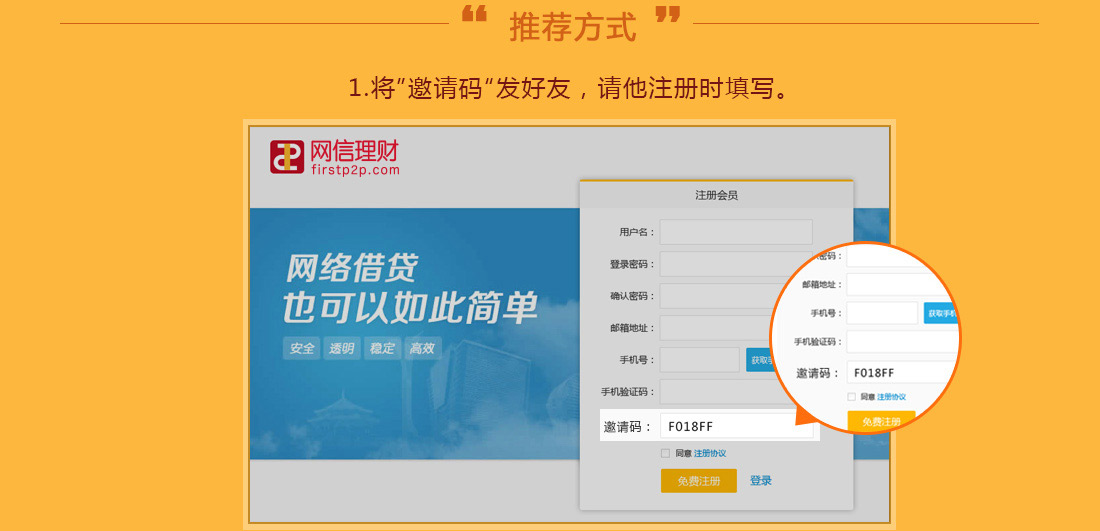 ❝ 推荐方式 ❞
1.将”邀请码“发好友，请他注册时填写。
网信理财
firstp2p.com
网络借贷
也可以如此简单
安全 透明 稳定 高效
注册会员
用户名：
登录密码：
确认密码：
邮箱地址：
手机号： 获取手
手机验证码：
邀请码： F018FF
同意 注册协议
免费注册 登录
密码：
邮箱地址：
手机号： 获取手机
手机验证码：
邀请码： F018FF
同意 注册协议
免费注册